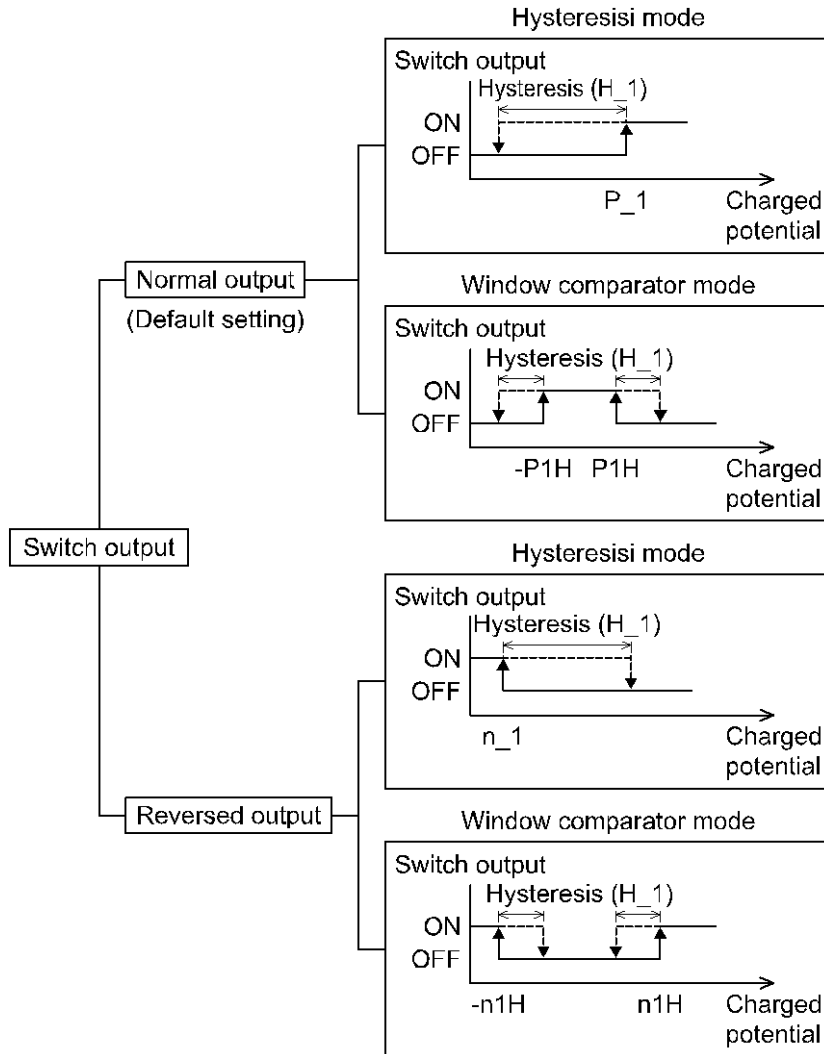 Hysteresisi mode
Switch output
Hysteresis (H_1)
ON
OFF
P_1
Charged
potential
Normal output
(Default setting)
Window comparator mode
Switch output
Hysteresis (H_1)
ON
OFF
-P1H P1H
Charged
potential
Switch output
Hysteresisi mode
Switch output
Hysteresis (H_1)
ON
OFF
n_1
Charged
potential
Reversed output
Window comparator mode
Switch output
Hysteresis (H_1)
ON
OFF
-n1H n1H
Charged
potential